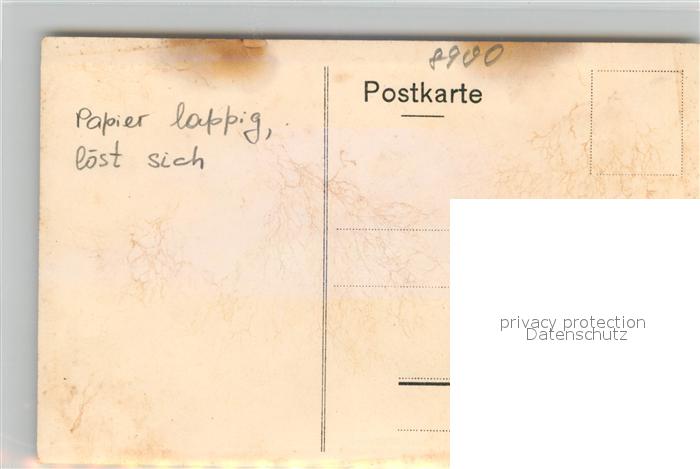 8900
Postkarte
Papier lappig,
löst sich
privacy protection
Datenschutz